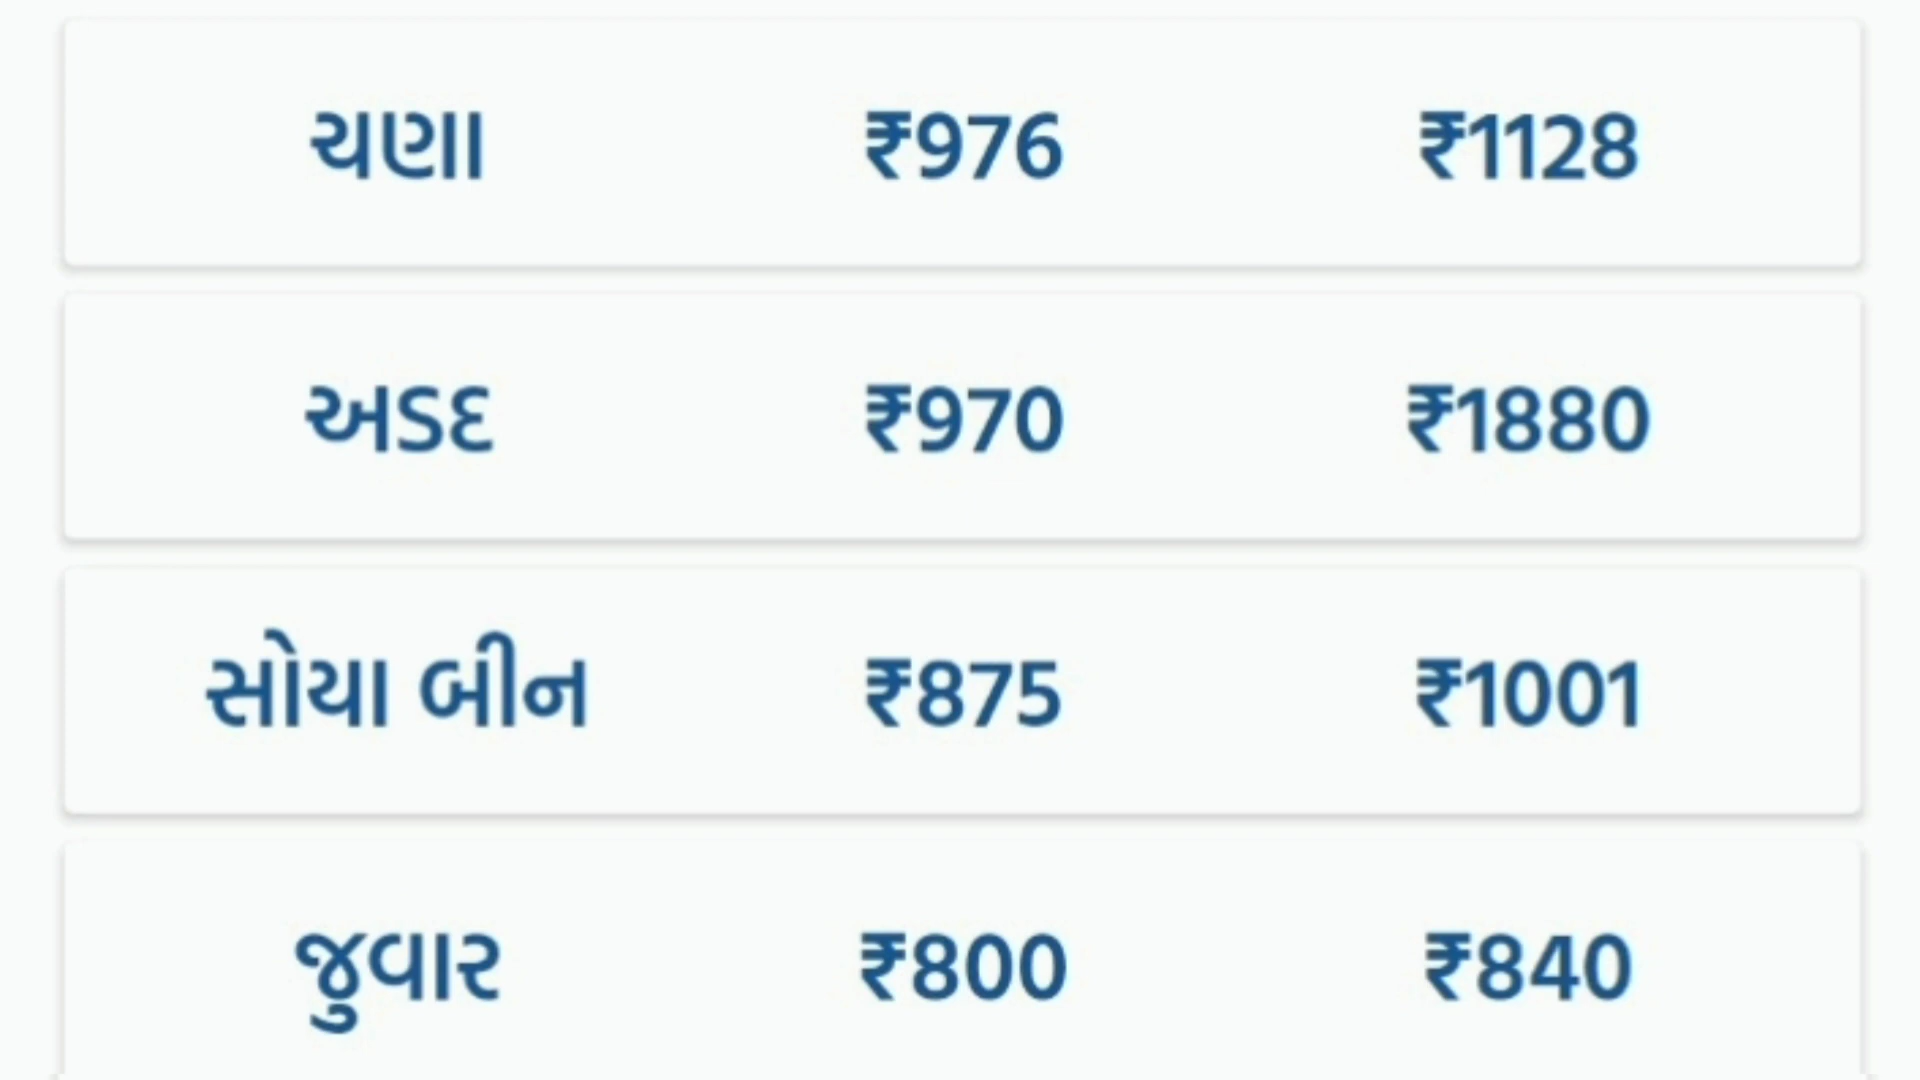 ચણા ₹976 ₹1128
અડદ ₹970 ₹1880
સોયા બીન ₹875 ₹1001
જુવાર ₹800 ₹840